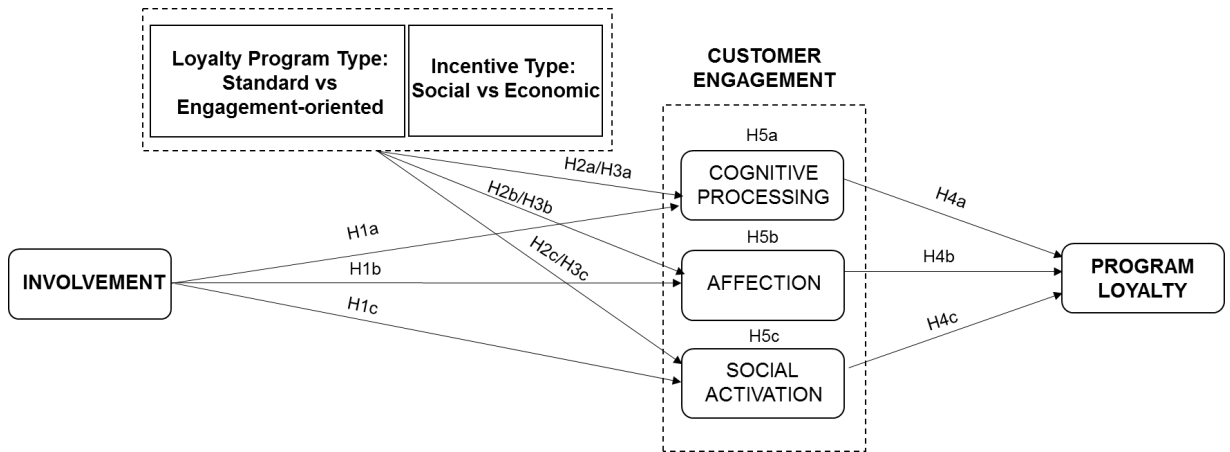 Loyalty Program Type:
Standard vs
Engagement-oriented
Incentive Type:
Social vs Economic
CUSTOMER
ENGAGEMENT
H5a
H2a/H3a
COGNITIVE
PROCESSING
H4a
H2b/H3b
H1a
H5b
H2c/H3c
INVOLVEMENT
H1b
AFFECTION
H4b
PROGRAM
LOYALTY
H1c
H5c
H4c
SOCIAL
ACTIVATION